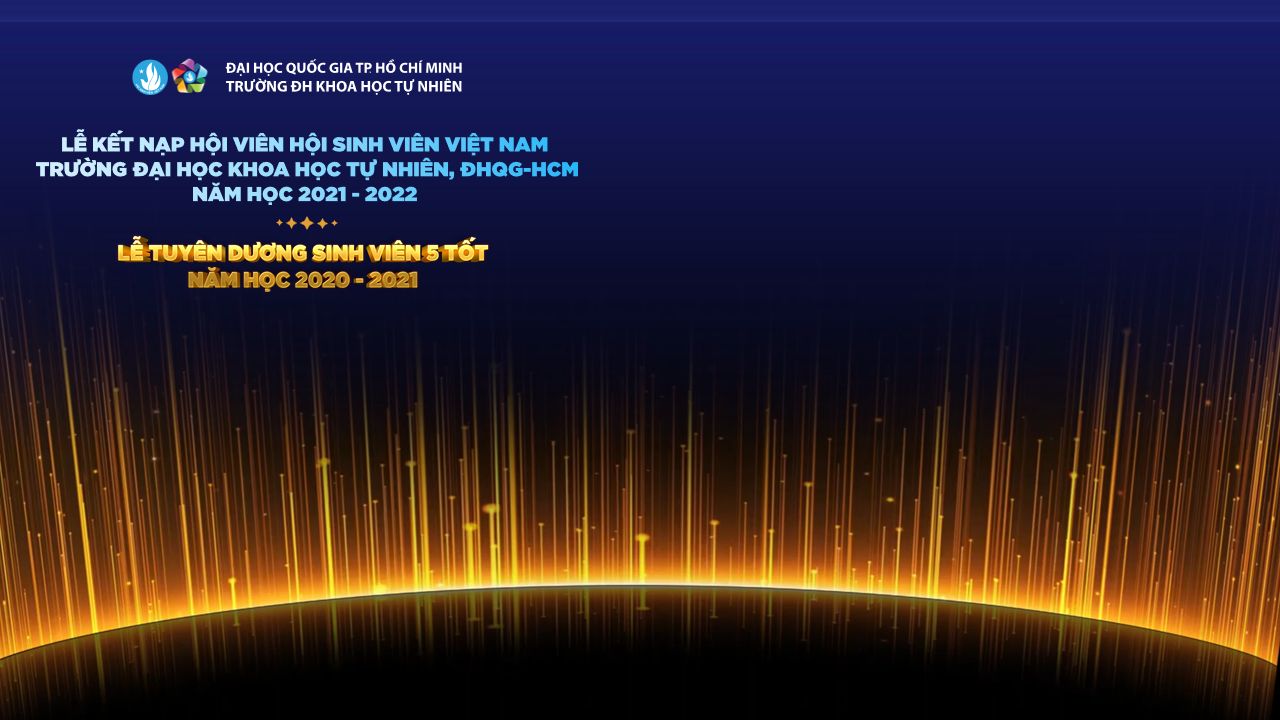 ĐẠI HỌC QUỐC GIA TP. HỒ CHÍ MINH
TRƯỜNG ĐH KHOA HỌC TỰ NHIÊN
LỄ KẾT NẠP HỘI VIÊN HỘI SINH VIÊN VIỆT NAM
TRƯỜNG ĐẠI HỌC KHOA HỌC TỰ NHIÊN, ĐHQG-HCM
NĂM HỌC 2021 - 2022
LỄ TUYÊN DƯƠNG SINH VIÊN 5 TỐT
NĂM HỌC 2020 - 2021